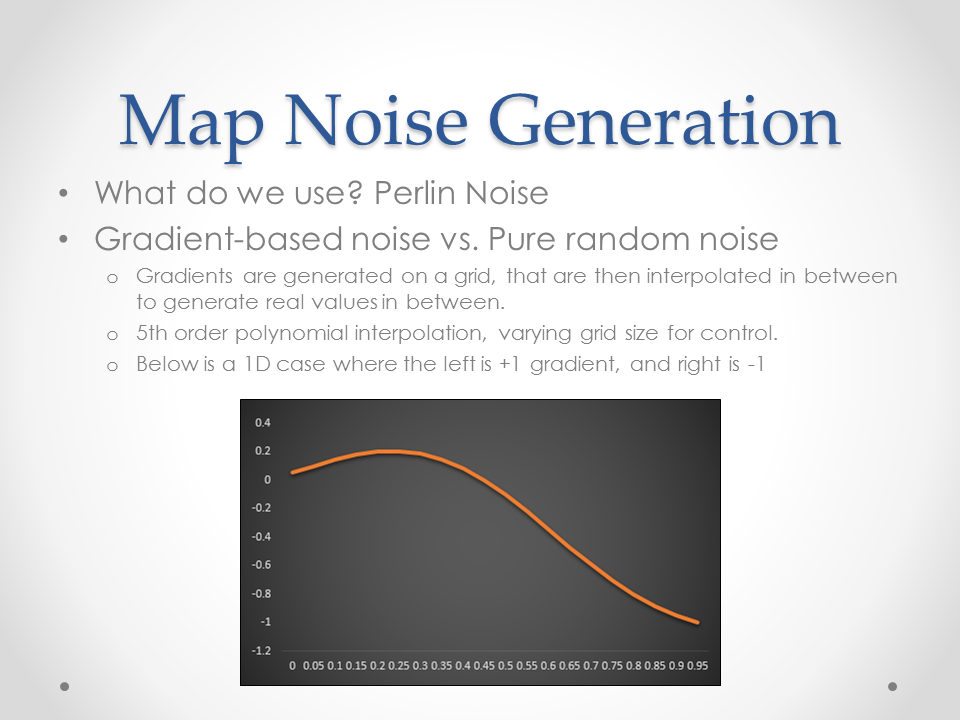 Map Noise Generation
• What do we use? Perlin Noise
• Gradient-based noise vs. Pure random noise
o Gradients are generated on a grid, that are then interpolated in between
to generate real values in between.
o 5th order polynomial interpolation, varying grid size for control.
o Below is a 1D case where the left is +1 gradient, and right is -1
0.4
0.2
0
-0.2
-0.4
-0.6
-0.8
-1
-1.2
0 0.05 0.1 0.15 0.2 0.25 0.3 0.35 0.4 0.45 0.5 0.55 0.6 0.65 0.7 0.75 0.8 0.85 0.9 0.95